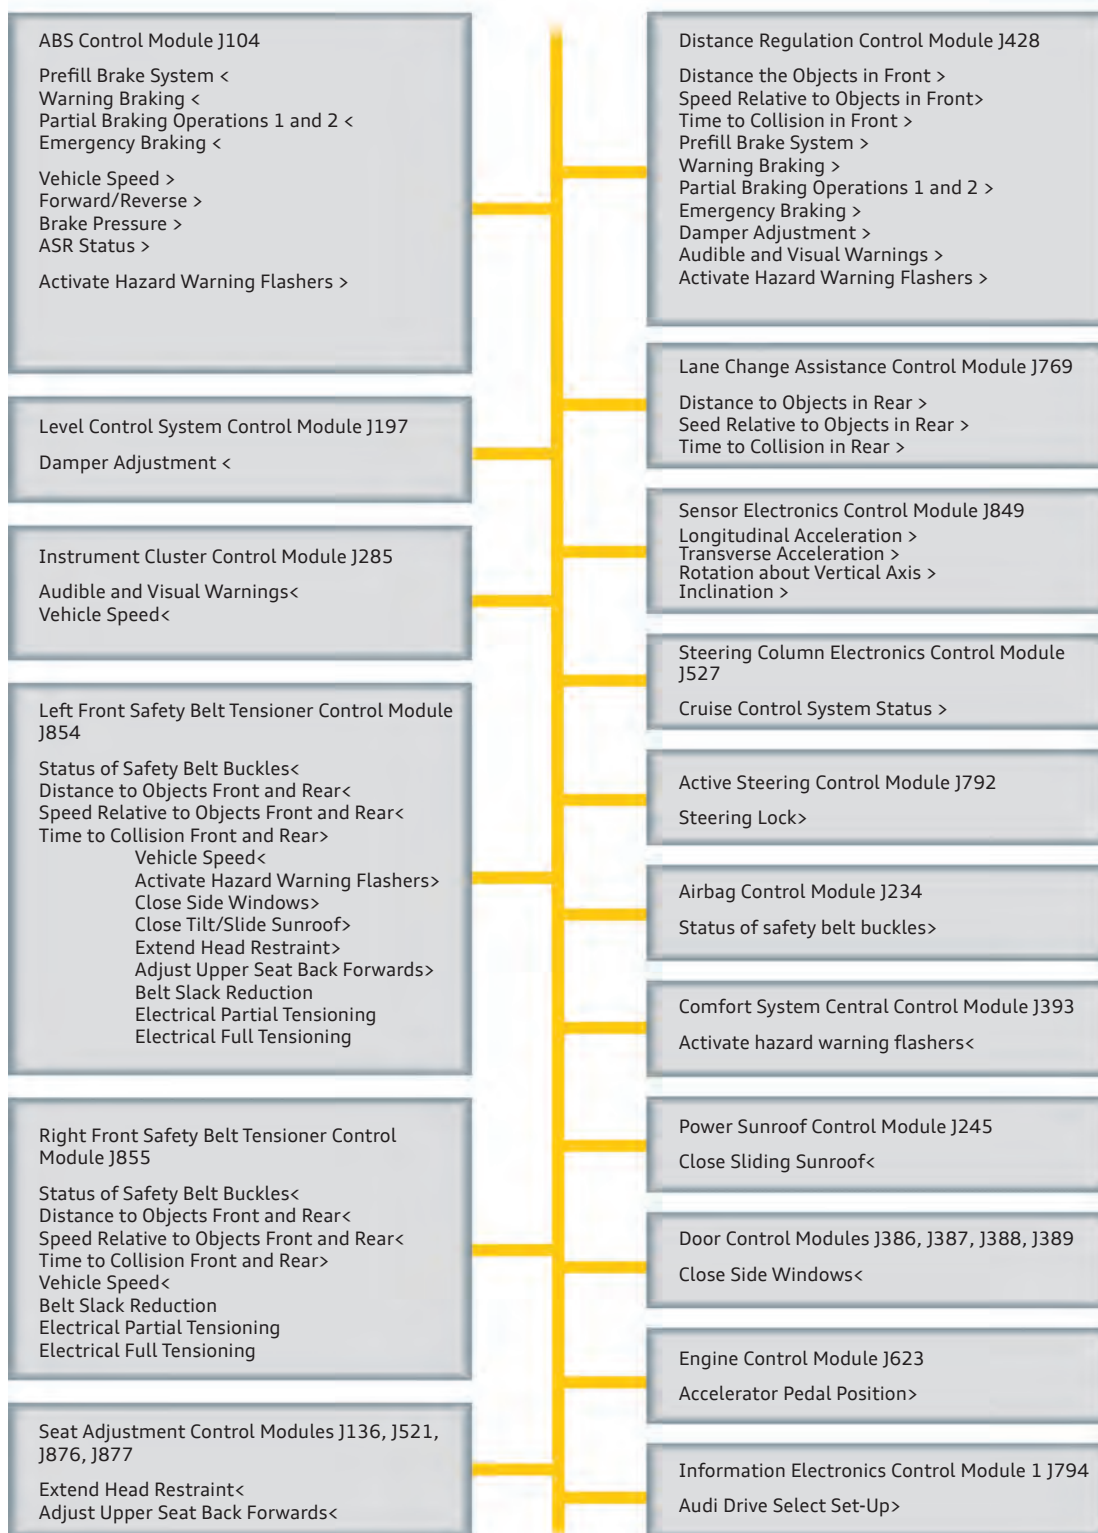 ABS Control Module J104
Prefill Brake System <
Warning Braking <
Partial Braking Operations 1 and 2 <
Emergency Braking <
Vehicle Speed >
Forward/Reverse >
Brake Pressure >
ASR Status >
Activate Hazard Warning Flashers >
Level Control System Control Module J197
Damper Adjustment <
Instrument Cluster Control Module J285
Audible and Visual Warnings<
Vehicle Speed<
Left Front Safety Belt Tensioner Control Module
J854
Status of Safety Belt Buckles<
Distance to Objects Front and Rear<
Speed Relative to Objects Front and Rear<
Time to Collision Front and Rear>
Vehicle Speed<
Activate Hazard Warning Flashers>
Close Side Windows>
Close Tilt/Slide Sunroof>
Extend Head Restraint>
Adjust Upper Seat Back Forwards>
Belt Slack Reduction
Electrical Partial Tensioning
Electrical Full Tensioning
Right Front Safety Belt Tensioner Control
Module J855
Status of Safety Belt Buckles<
Distance to Objects Front and Rear<
Speed Relative to Objects Front and Rear<
Time to Collision Front and Rear>
Vehicle Speed<
Belt Slack Reduction
Electrical Partial Tensioning
Electrical Full Tensioning
Seat Adjustment Control Modules J136, J521,
J876, J877
Extend Head Restraint<
Adjust Upper Seat Back Forwards<
Distance Regulation Control Module J428
Distance the Objects in Front >
Speed Relative to Objects in Front>
Time to Collision in Front >
Prefill Brake System >
Warning Braking >
Partial Braking Operations 1 and 2 >
Emergency Braking >
Damper Adjustment >
Audible and Visual Warnings >
Activate Hazard Warning Flashers >
Lane Change Assistance Control Module J769
Distance to Objects in Rear >
Seed Relative to Objects in Rear >
Time to Collision in Rear >
Sensor Electronics Control Module J849
Longitudinal Acceleration >
Transverse Acceleration >
Rotation about Vertical Axis >
Inclination >
Steering Column Electronics Control Module
J527
Cruise Control System Status >
Active Steering Control Module J792
Steering Lock>
Airbag Control Module J234
Status of safety belt buckles>
Comfort System Central Control Module J393
Activate hazard warning flashers<
Power Sunroof Control Module J245
Close Sliding Sunroof<
Door Control Modules J386, J387, J388, J389
Close Side Windows<
Engine Control Module J623
Accelerator Pedal Position>
Information Electronics Control Module 1 J794
Audi Drive Select Set-Up>